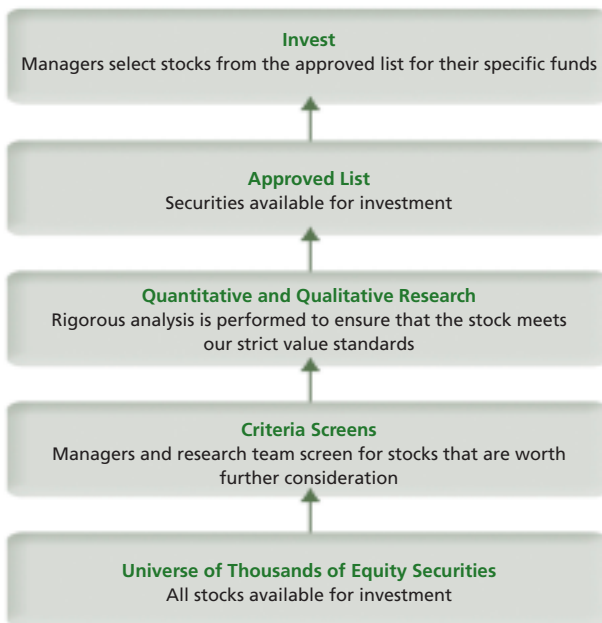 Invest
Managers select stocks from the approved list for their specific funds
Approved List
Securities available for investment
Quantitative and Qualitative Research
Rigorous analysis is performed to ensure that the stock meets
our strict value standards
Criteria Screens
Managers and research team screen for stocks that are worth
further consideration
Universe of Thousands of Equity Securities
All stocks available for investment